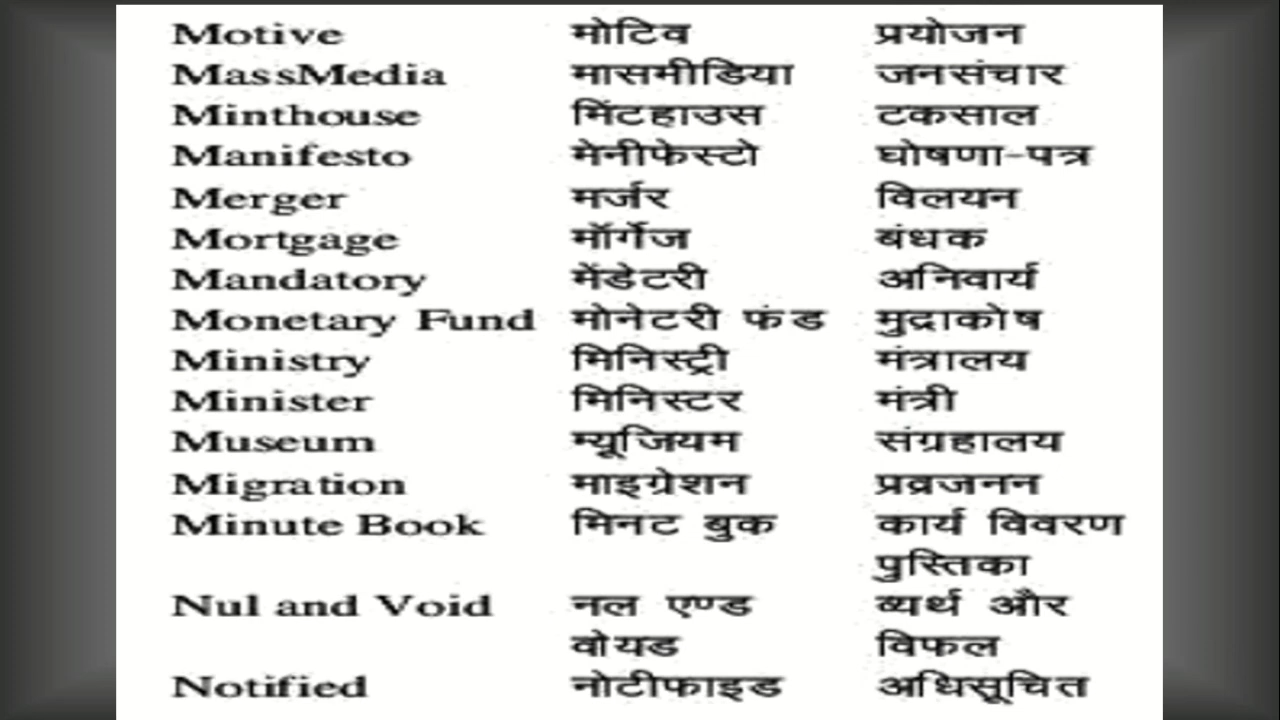 Motive मोटिव प्रयोजन
MassMedia मासमीडिया जनसंचार
Minthouse मिंटहाउस टकसाल
Manifesto मेनीफेस्टो घोषणा-पत्र
Merger मर्जर विलयन
Mortgage मॉर्गेज बंधक
Mandatory मेंडेटरी अनिवार्य
Monetary Fund मोनेटरी फंड मुद्राकोष
Ministry मिनिस्ट्री मंत्रालय
Minister मिनिस्टर मंत्री
Museum म्यूजियम संग्रहालय
Migration माइग्रेशन प्रव्रजनन
Minute Book मिनट बुक कार्य विवरण
पुस्तिका
Nul and Void नल एण्ड व्यर्थ और
वोयड विफल
Notified नोटीफाइड अधिसूचित